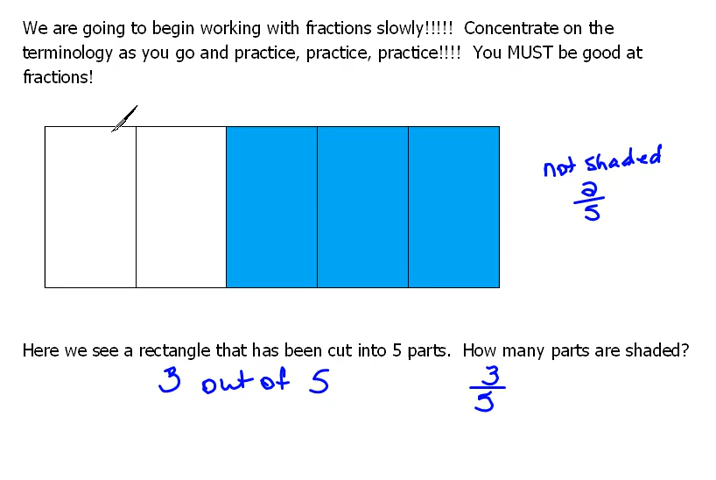 We are going to begin working with fractions slowly!!!!! Concentrate on the
terminology as you go and practice, practice, practice!!!! You MUST be good at
fractions!
not shaded
2
5
Here we see a rectangle that has been cut into 5 parts. How many parts are shaded?
3 out of 5
3
5